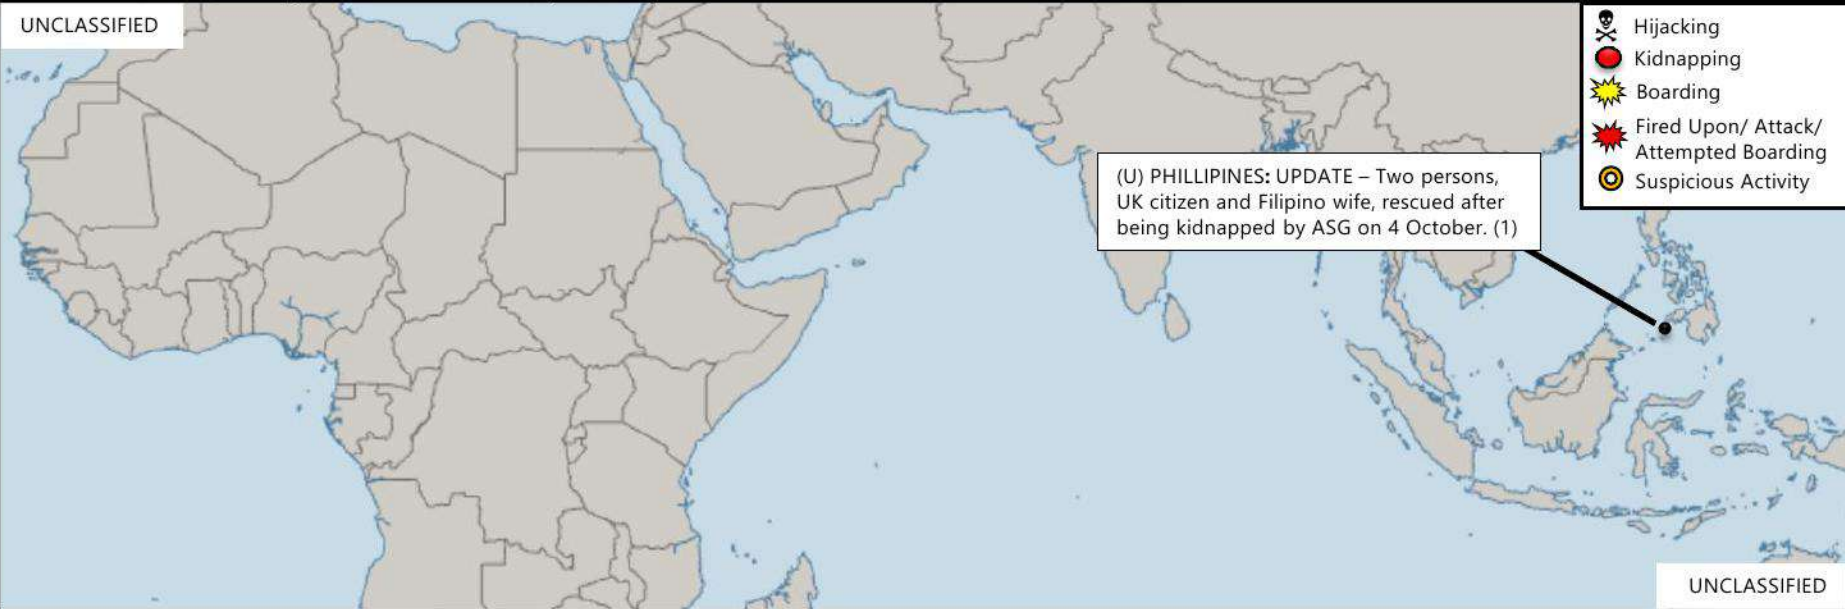 UNCLASSIFIED
Hijacking
Kidnapping
Boarding
Fired Upon/ Attack/
Attempted Boarding
Suspicious Activity
(U) PHILLIPINES: UPDATE – Two persons,
UK citizen and Filipino wife, rescued after
being kidnapped by ASG on 4 October. (1)
UNCLASSIFIED